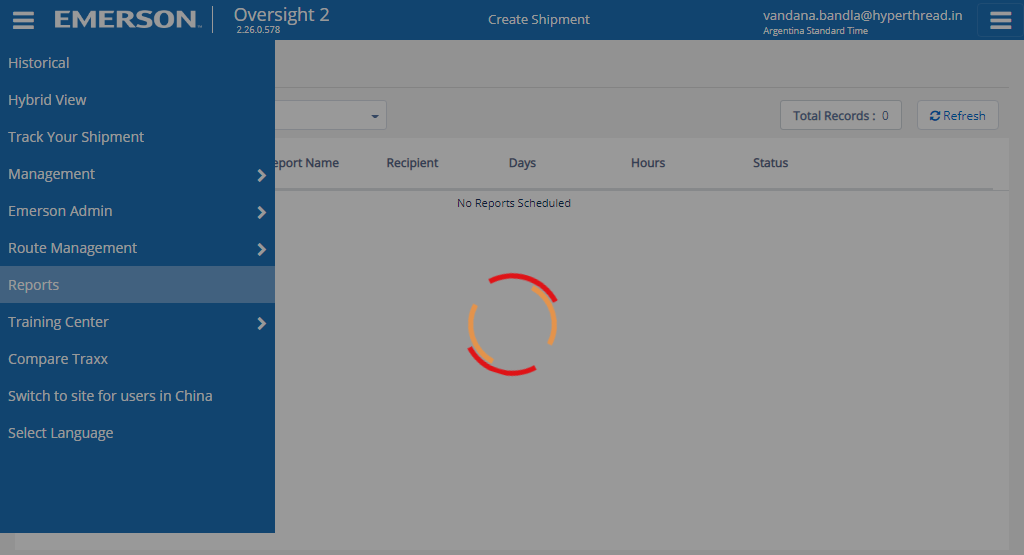 EMERSON
Oversight 2
2.26.0.578
Create Shipment
vandana.bandla@hyperthread.in
Argentina Standard Time
Historical
Hybrid View
Track Your Shipment
Management
Emerson Admin
Route Management
Reports
Training Center
Compare Traxx
Switch to site for users in China
Select Language
Total Records : 0
Refresh
eport Name Recipient Days Hours Status
No Reports Scheduled